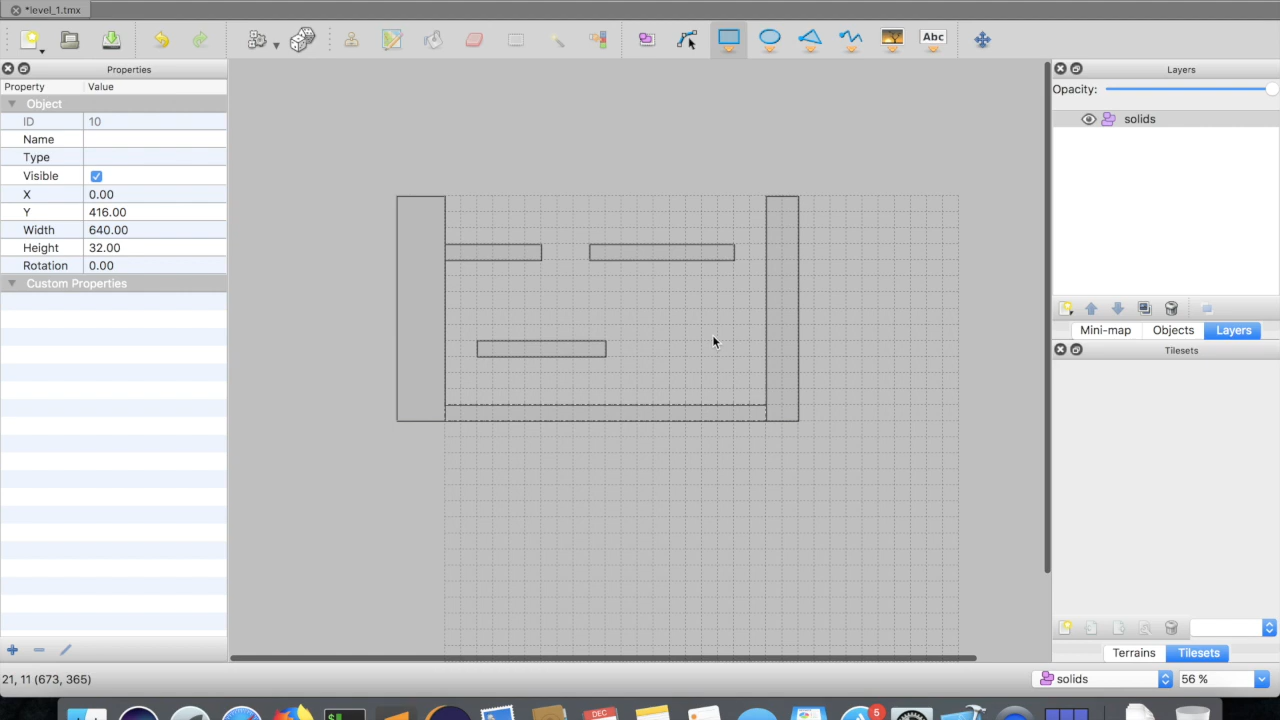 *level_1.tmx
Abc
Properties
Property Value
Object
ID 10
Name
Type
Visible
X 0.00
Y 416.00
Width 640.00
Height 32.00
Rotation 0.00
Custom Properties
21, 11 (673, 365)
Layers
Opacity:
solids
Mini-map Objects Layers
Tilesets
Terrains Tilesets
solids 56 %
DEC
6
$